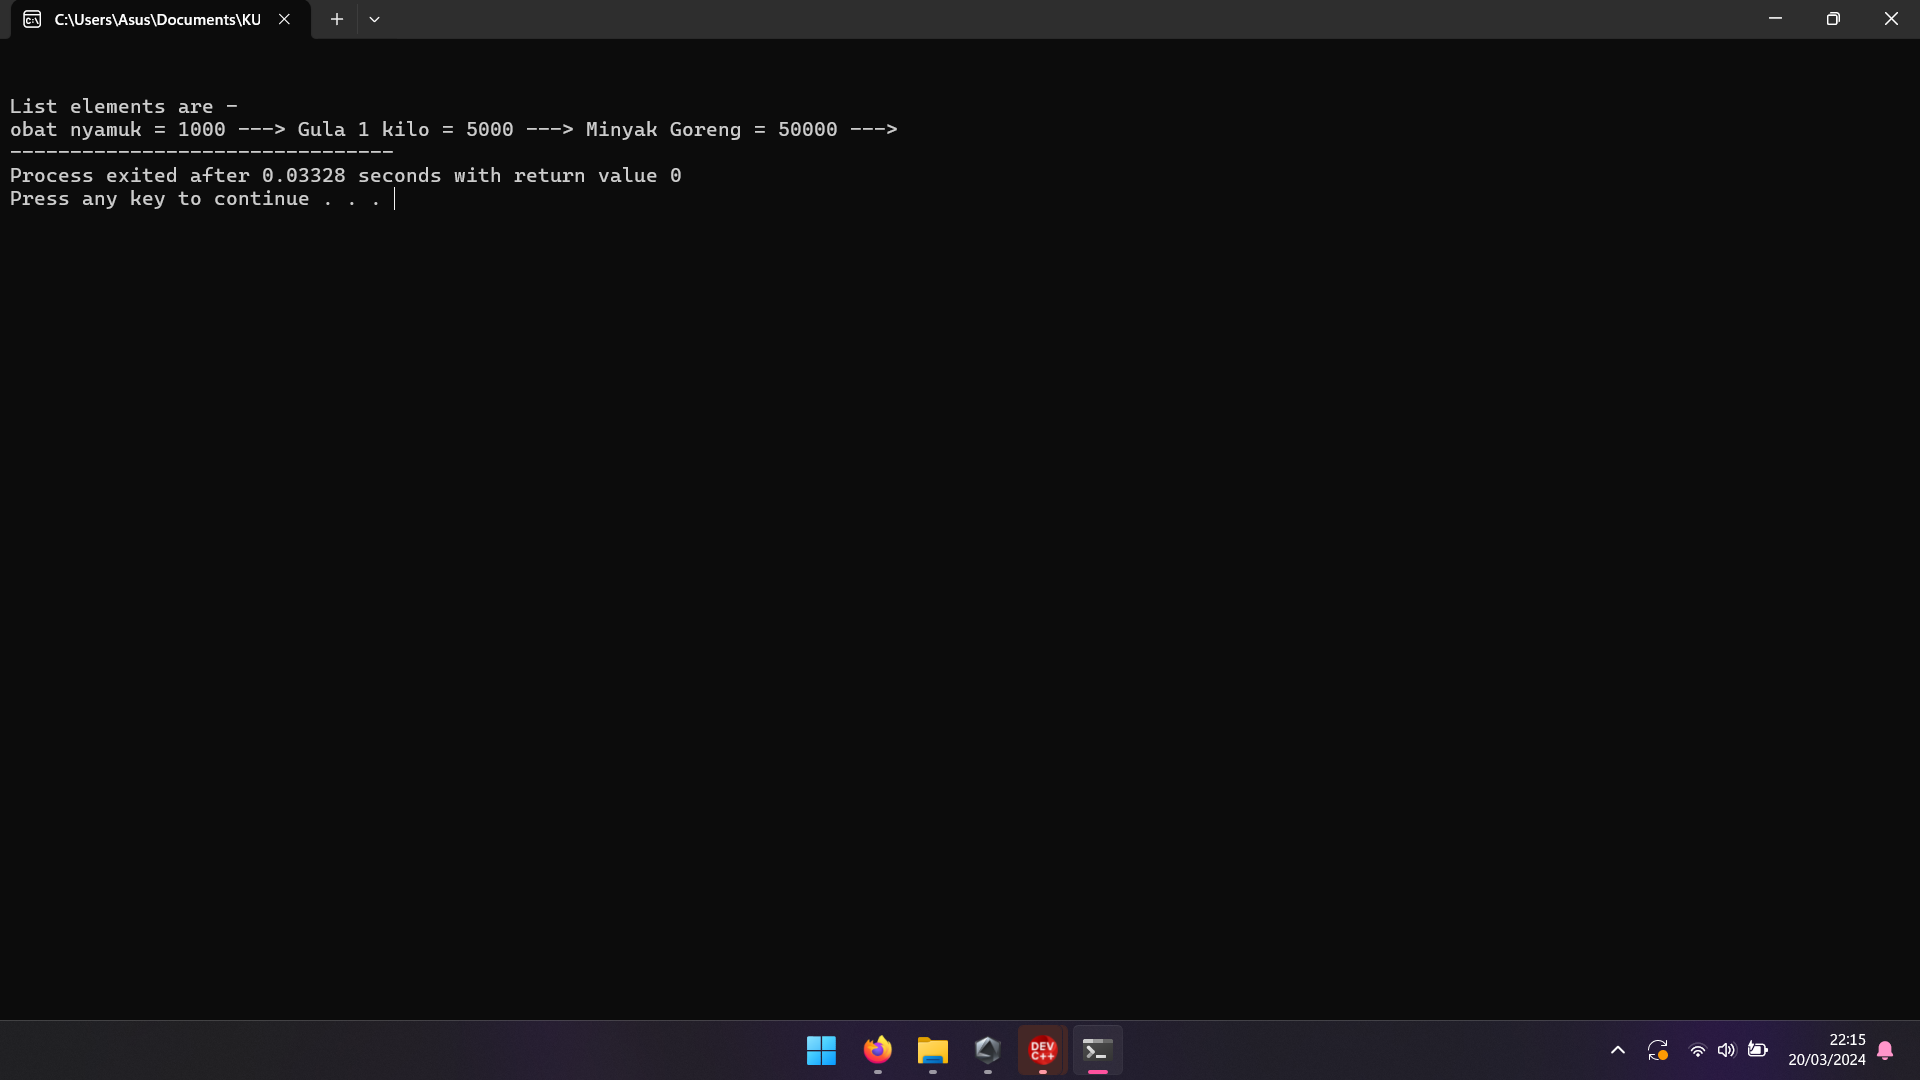 C:\Users\Asus\Documents\KU
List elements are -
obat nyamuk = 1000 ---> Gula 1 kilo = 5000 ---> Minyak Goreng = 50000 --->
--------------------------------
Process exited after 0.03328 seconds with return value 0
Press any key to continue . . .
DEV
C++
22:15
20/03/2024